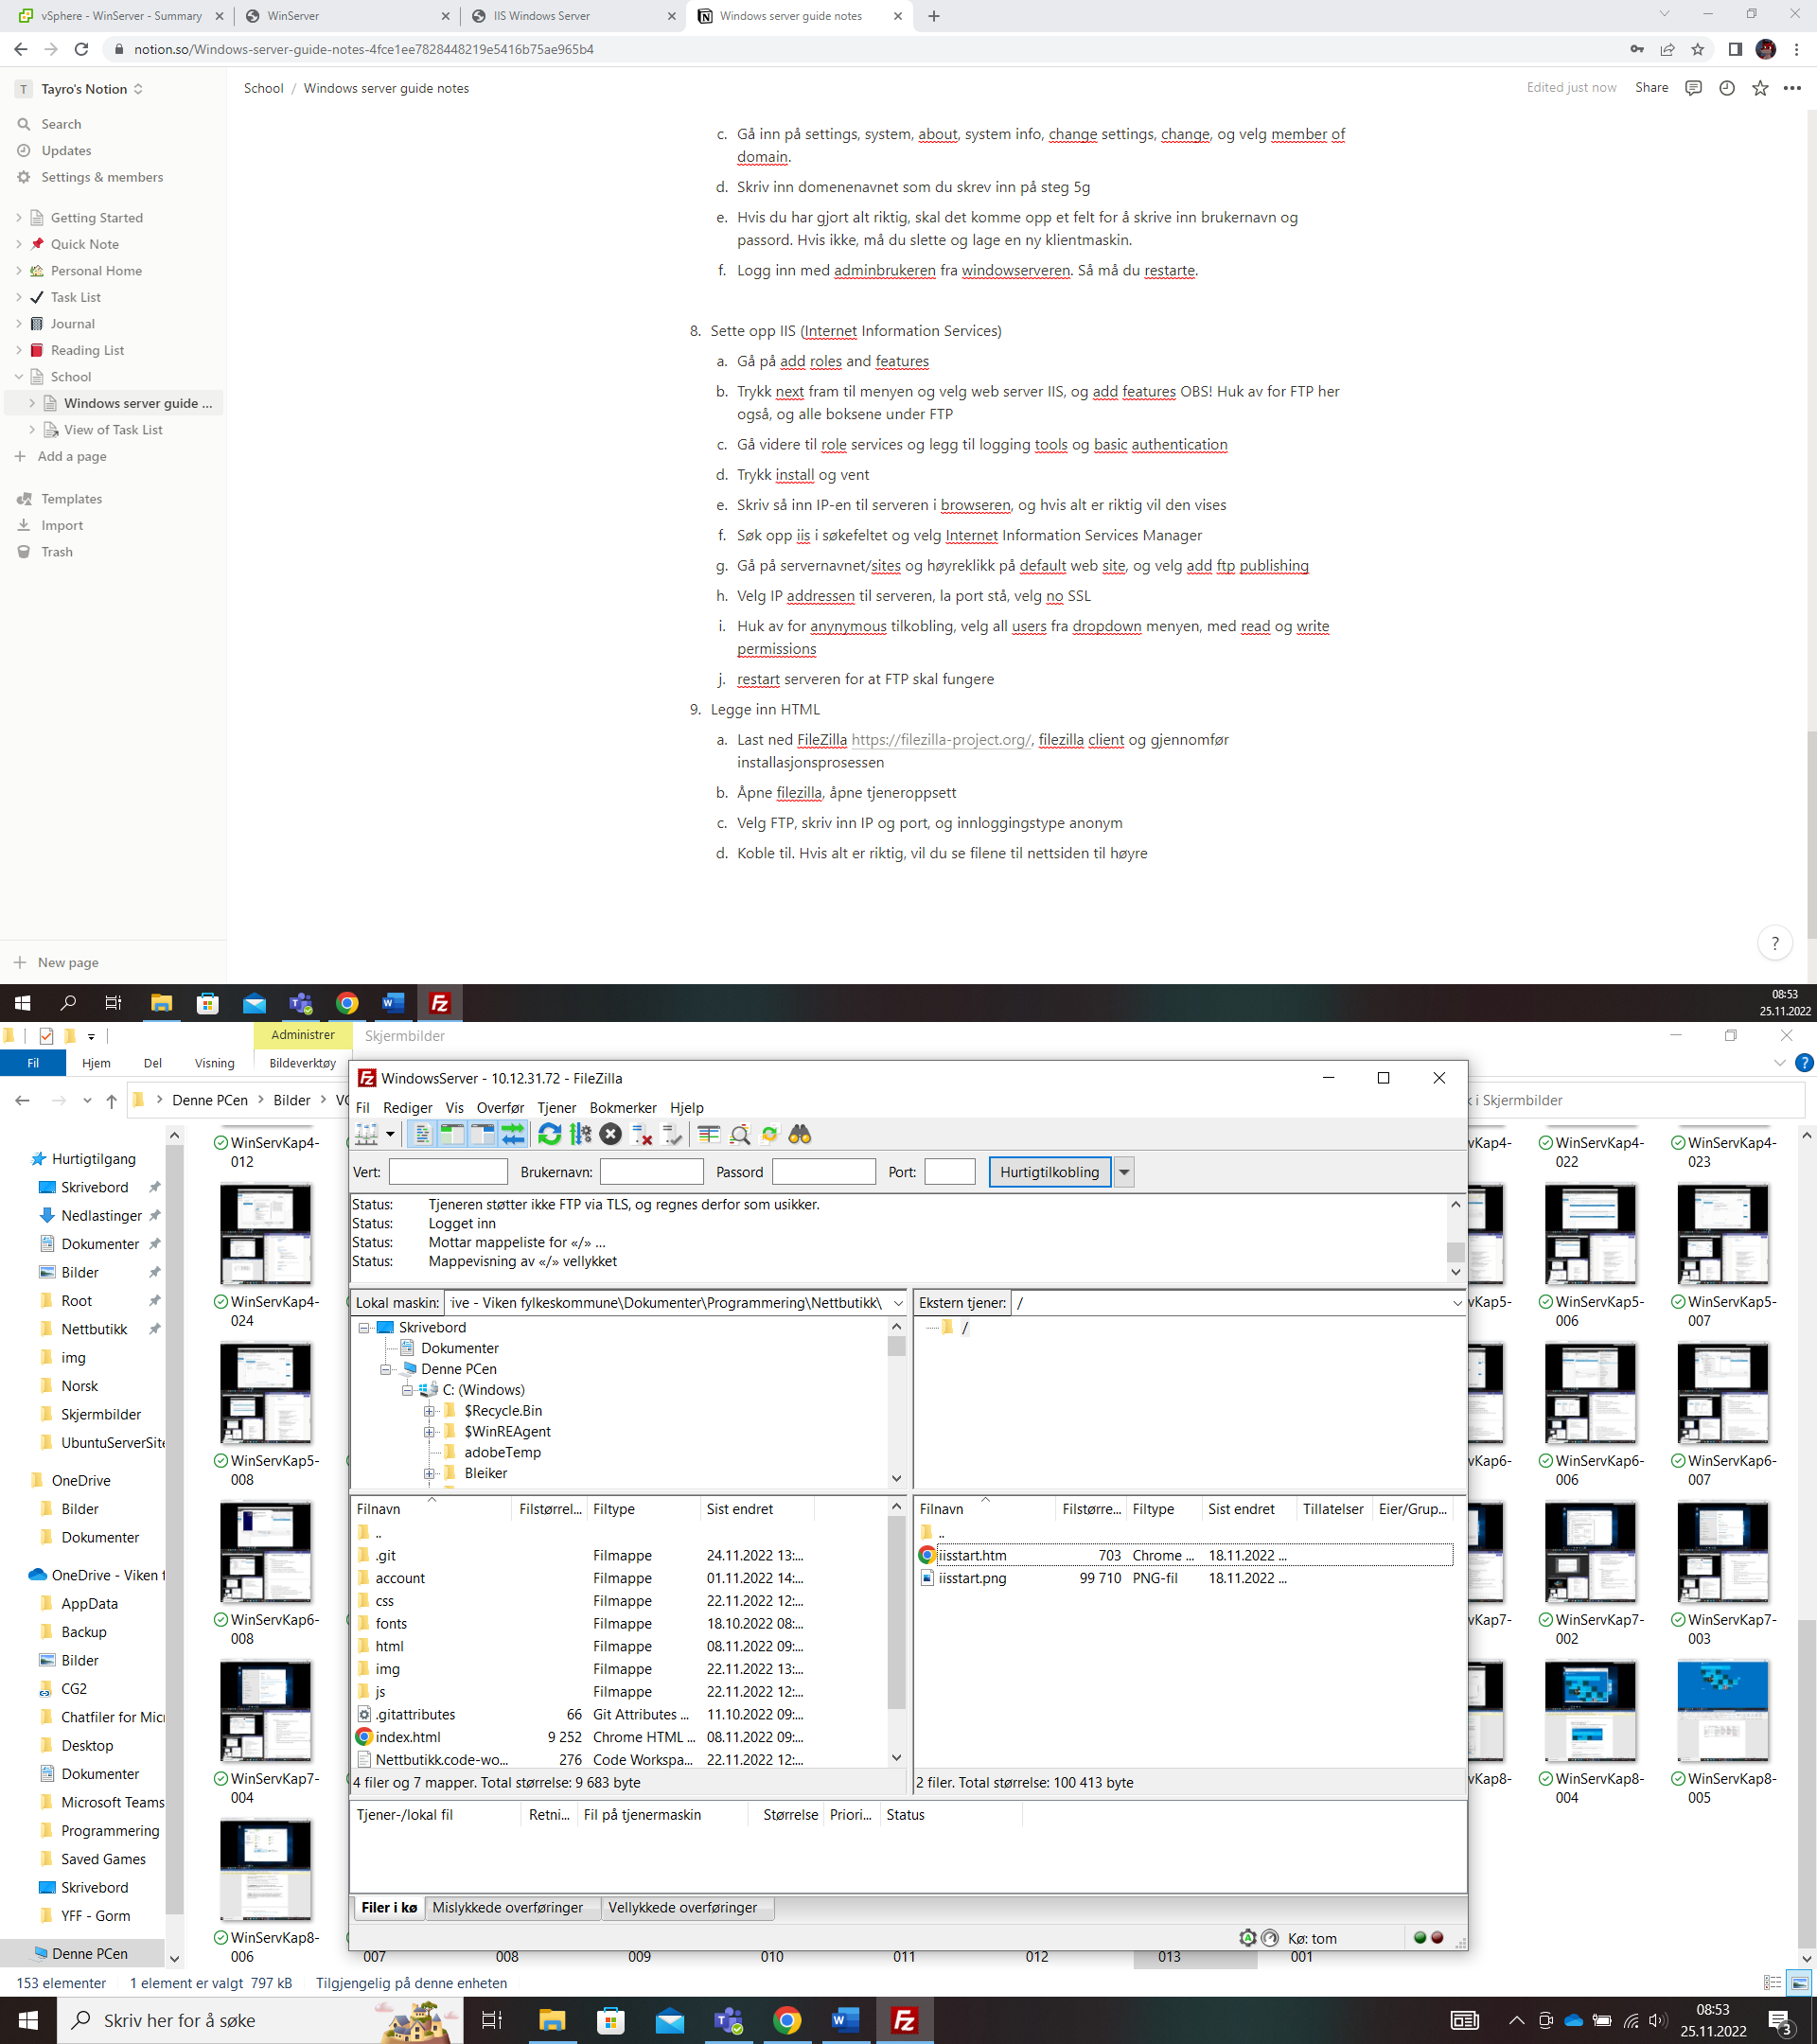 vSphere - WinServer - Summary
WinServer
IIS Windows Server
Windows server guide notes
notion.so/Windows-server-guide-notes-4fce1ee7828448219e5416b75ae965b4
T Tayro's Notion
School / Windows server guide notes
Edited just now Share
Search
Updates
Settings & members
Getting Started
Quick Note
Personal Home
Task List
Journal
Reading List
School
Windows server guide ...
View of Task List
Add a page
Templates
Import
Trash
New page
c. Gå inn på settings, system, about, system info, change settings, change, og velg member of
domain.
d. Skriv inn domenenavnet som du skrev inn på steg 5g
e. Hvis du har gjort alt riktig, skal det komme opp et felt for å skrive inn brukernavn og
passord. Hvis ikke, må du slette og lage en ny klientmaskin.
f. Logg inn med adminbrukeren fra windowserveren. Så må du restarte.
8. Sette opp IIS (Internet Information Services)
a. Gå på add roles and features
b. Trykk next fram til menyen og velg web server IIS, og add features OBS! Huk av for FTP her
også, og alle boksene under FTP
c. Gå videre til role services og legg til logging tools og basic authentication
d. Trykk install og vent
e. Skriv så inn IP-en til serveren i browseren, og hvis alt er riktig vil den vises
f. Søk opp iis i søkefeltet og velg Internet Information Services Manager
g. Gå på servernavnet/sites og høyreklikk på default web site, og velg add ftp publishing
h. Velg IP addressen til serveren, la port stå, velg no SSL
i. Huk av for anynymous tilkobling, velg all users fra dropdown menyen, med read og write
permissions
j. restart serveren for at FTP skal fungere
9. Legge inn HTML
a. Last ned FileZilla https://filezilla-project.org/, filezilla client og gjennomfør
installasjonsprosessen
b. Åpne filezilla, åpne tjeneroppsett
c. Velg FTP, skriv inn IP og port, og innloggingstype anonym
d. Koble til. Hvis alt er riktig, vil du se filene til nettsiden til høyre
?
08:53
25.11.2022
Administrer Skjermbilder
Fil Hjem Del Visning Bildeverktøy
Denne PCen > Bilder >
i Skjermbilder
Hurtigtilgang
Skrivebord
Nedlastinger
Dokumenter
Bilder
Root
Nettbutikk
img
Norsk
Skjermbilder
UbuntuServerSite
OneDrive
Bilder
Dokumenter
OneDrive - Viken f
AppData
Backup
Bilder
CG2
Chatfiler for Micr
Desktop
Dokumenter
Microsoft Teams
Programmering
Saved Games
Skrivebord
YFF - Gorm
Denne PCen
WinServKap4-
012
WinServKap4-
024
WinServKap5-
008
WinServKap6-
008
WinServKap7-
004
WinServKap8-
006
WindowsServer - 10.12.31.72 - FileZilla
Fil Rediger Vis Overfør Tjener Bokmerker Hjelp
Vert: Brukernavn: Passord Port: Hurtigtilkobling
Status: Tjeneren støtter ikke FTP via TLS, og regnes derfor som usikker.
Status: Logget inn
Status: Mottar mappeliste for «/» ...
Status: Mappevisning av «/» vellykket
Lokal maskin: ive - Viken fylkeskommune\Dokumenter\Programmering\Nettbutikk\
Skrivebord
Dokumenter
Denne PCen
C: (Windows)
$Recycle.Bin
$WinREAgent
adobeTemp
Bleiker
Ekstern tjener: /
/
Filnavn Filstørrel... Filtype Sist endret
..
.git Filmappe 24.11.2022 13:...
account Filmappe 01.11.2022 14:...
css Filmappe 22.11.2022 12:...
fonts Filmappe 18.10.2022 08:...
html Filmappe 08.11.2022 09:...
img Filmappe 22.11.2022 13:...
js Filmappe 22.11.2022 12:...
.gitattributes 66 Git Attributes ... 11.10.2022 09:...
index.html 9 252 Chrome HTML ... 08.11.2022 09:...
Nettbutikk.code-wo... 276 Code Workspa... 22.11.2022 12:...
4 filer og 7 mapper. Total størrelse: 9 683 byte
Filnavn Filstørre... Filtype Sist endret Tillatelser Eier/Grup...
..
iisstart.htm 703 Chrome ... 18.11.2022 ...
iisstart.png 99 710 PNG-fil 18.11.2022 ...
2 filer. Total størrelse: 100 413 byte
Tjener-/lokal fil Retni... Fil på tjenermaskin Størrelse Priori... Status
Filer i kø Mislykkede overføringer Vellykkede overføringer
Kø: tom
WinServKap4-
022
WinServKap4-
023
WinServKap5-
006
WinServKap5-
007
WinServKap6-
006
WinServKap6-
007
WinServKap7-
002
WinServKap7-
003
WinServKap8-
004
WinServKap8-
005
007 008 009 010 011 012 013 001
153 elementer 1 element er valgt 797 kB Tilgjengelig på denne enheten
Skriv her for å søke
08:53
25.11.2022
3